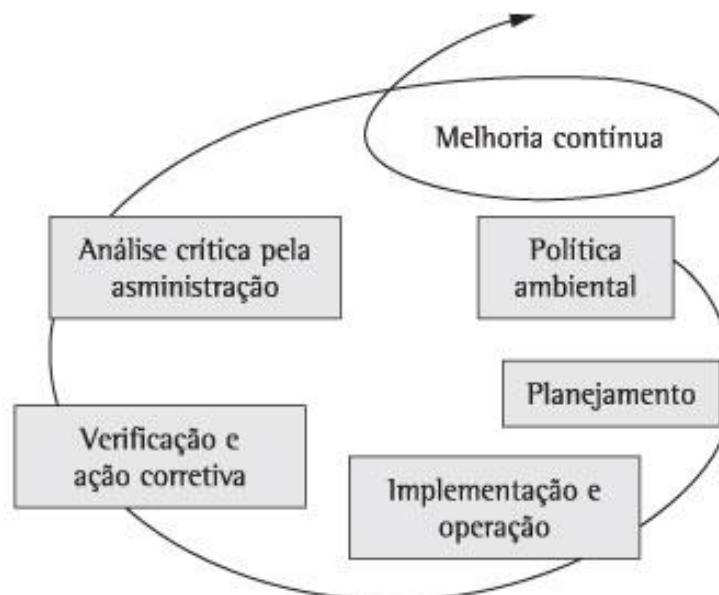 Melhoria contínua
Análise crítica pela
asministração
Política
ambiental
Planejamento
Verificação e
ação corretiva
Implementação e
operação